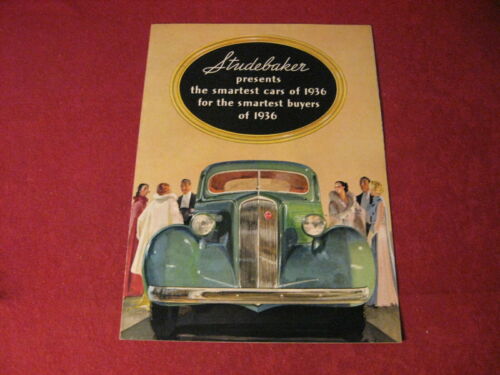 Studebaker
presents
the smartest cars of 1936
for the smartest buyers
of 1936